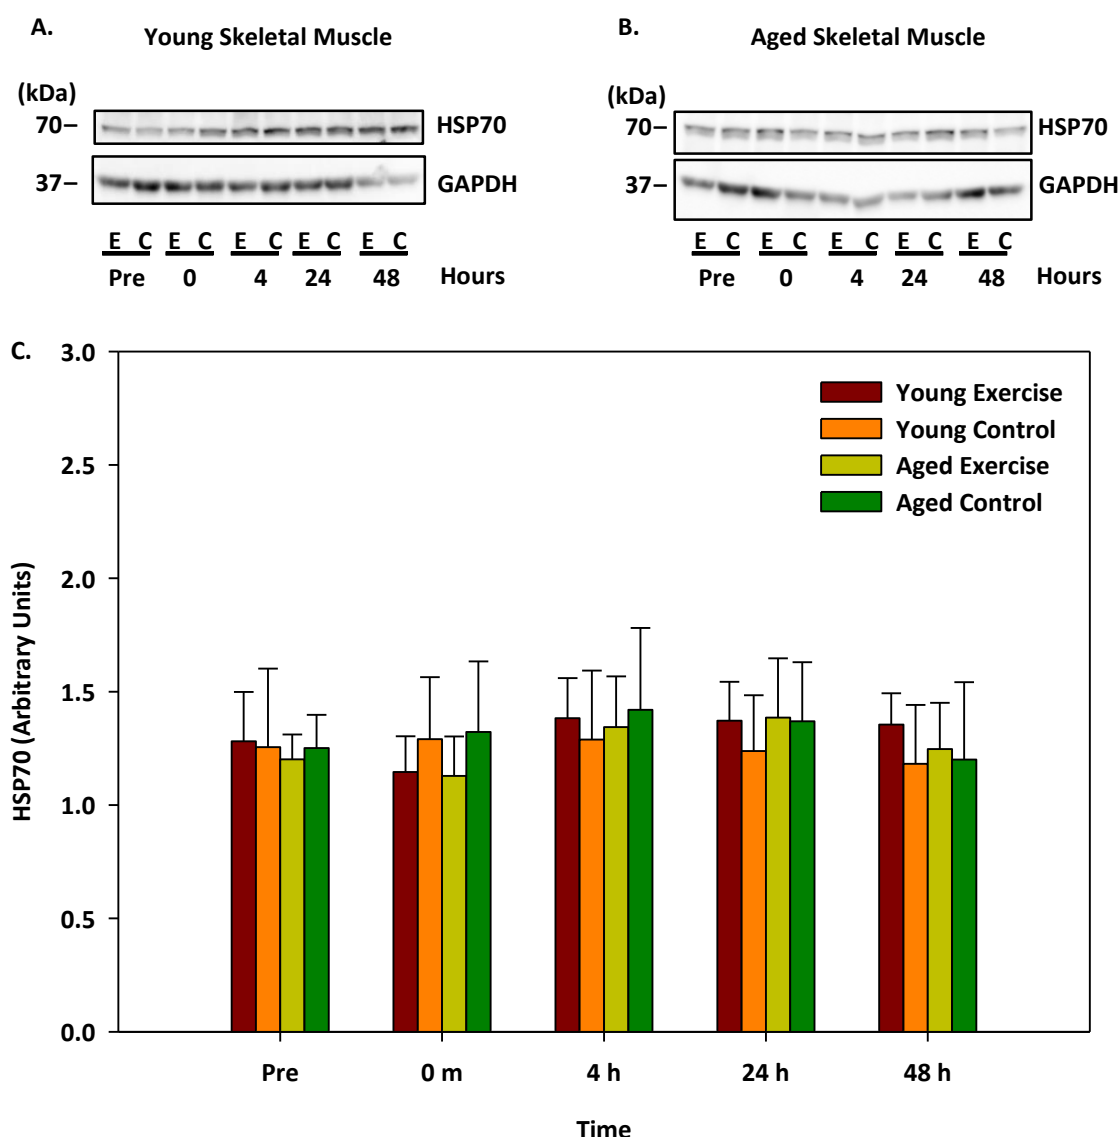 A.
Young Skeletal Muscle
(kDa)
70
HSP70
37
GAPDH
E C E C E C E C E C
Pre 0 4 24 48 Hours
B.
Aged Skeletal Muscle
(kDa)
70
HSP70
37
GAPDH
E C E C E C E C E C
Pre 0 4 24 48 Hours
C.
3.0
2.5
2.0
1.5
1.0
0.5
0.0
HSP70 (Arbitrary Units)
Young Exercise
Young Control
Aged Exercise
Aged Control
Pre 0 m 4 h 24 h 48 h
Time